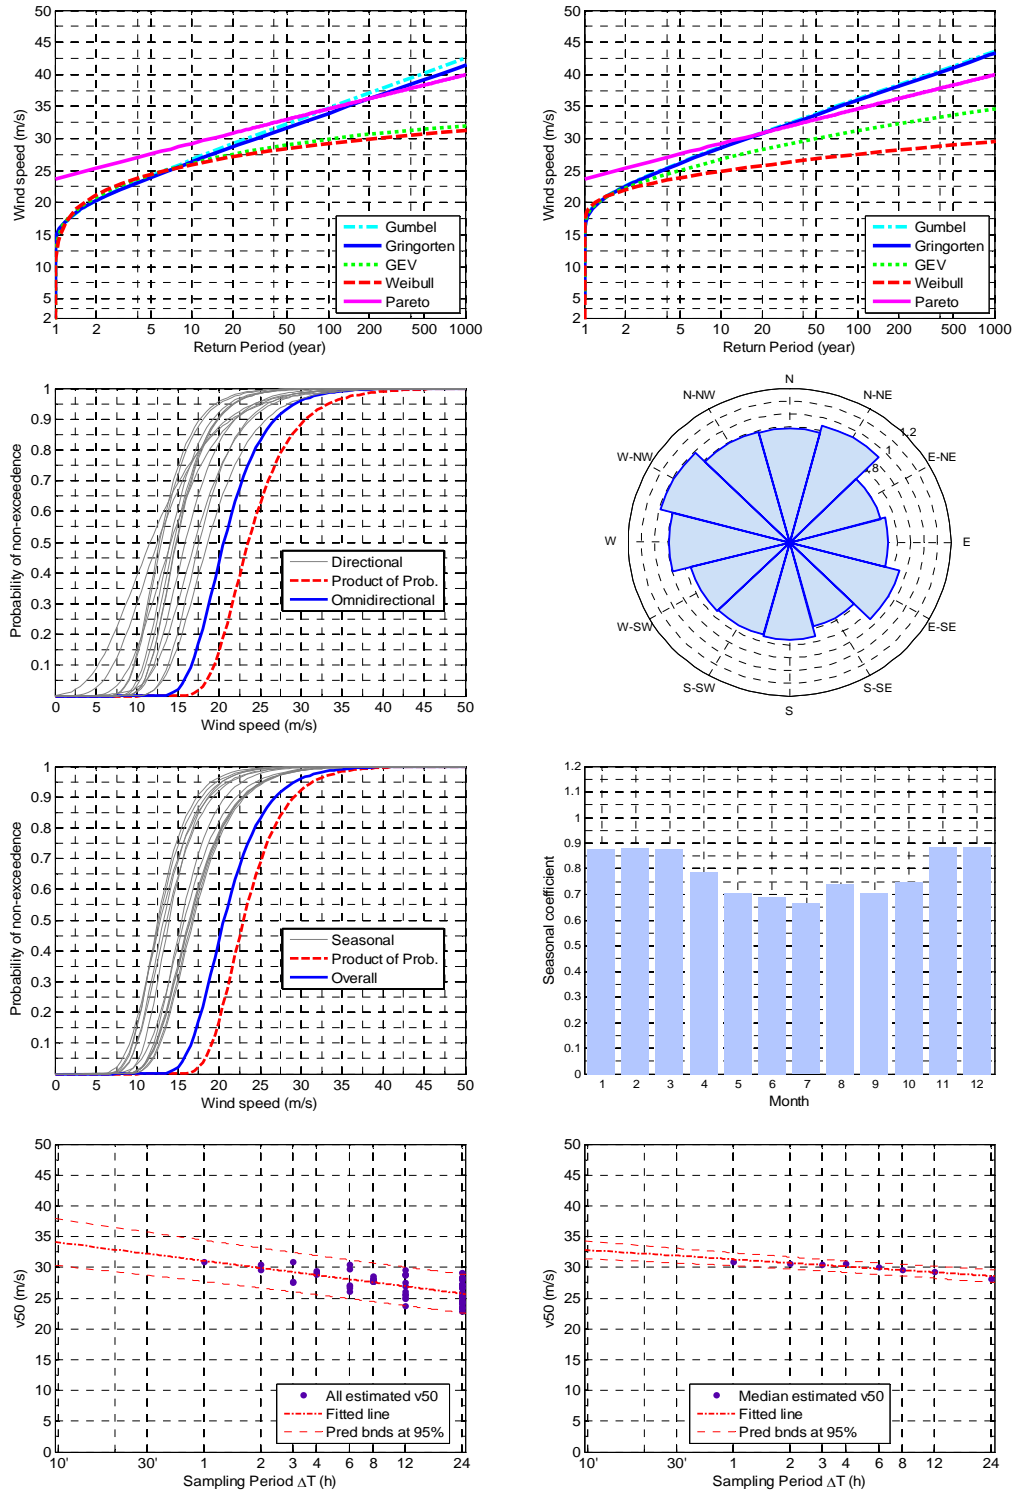 50
45
40
35
30
25
20
15
10
5
2
Wind speed (m/s)
Gumbel
Gringorten
GEV
Weibull
Pareto
1 2 5 10 20 50 100 200 500 1000
Return Period (year)
50
45
40
35
30
25
20
15
10
5
2
Wind speed (m/s)
Gumbel
Gringorten
GEV
Weibull
Pareto
1 2 5 10 20 50 100 200 500 1000
Return Period (year)
1
0.9
0.8
0.7
0.6
0.5
0.4
0.3
0.2
0.1
Probability of non-exceedence
Directional
Product of Prob.
Omnidirectional
0 5 10 15 20 25 30 35 40 45 50
Wind speed (m/s)
N
N-NW
N-NE
1.2
W-NW
1
E-NE
W
E
W-SW
E-SE
S-SW
S-SE
S
1
0.9
0.8
0.7
0.6
0.5
0.4
0.3
0.2
0.1
Probability of non-exceedence
Seasonal
Product of Prob.
Overall
0 5 10 15 20 25 30 35 40 45 50
Wind speed (m/s)
1.2
1.1
1
0.9
0.8
0.7
0.6
0.5
0.4
0.3
0.2
0.1
0
Seasonal coefficient
1 2 3 4 5 6 7 8 9 10 11 12
Month
50
45
40
35
30
25
20
15
10
5
0
v50 (m/s)
All estimated v50
Fitted line
Pred bnds at 95%
10' 30' 1 2 3 4 6 8 12 24
Sampling Period ΔT (h)
50
45
40
35
30
25
20
15
10
5
0
v50 (m/s)
Median estimated v50
Fitted line
Pred bnds at 95%
10' 30' 1 2 3 4 6 8 12 24
Sampling Period ΔT (h)